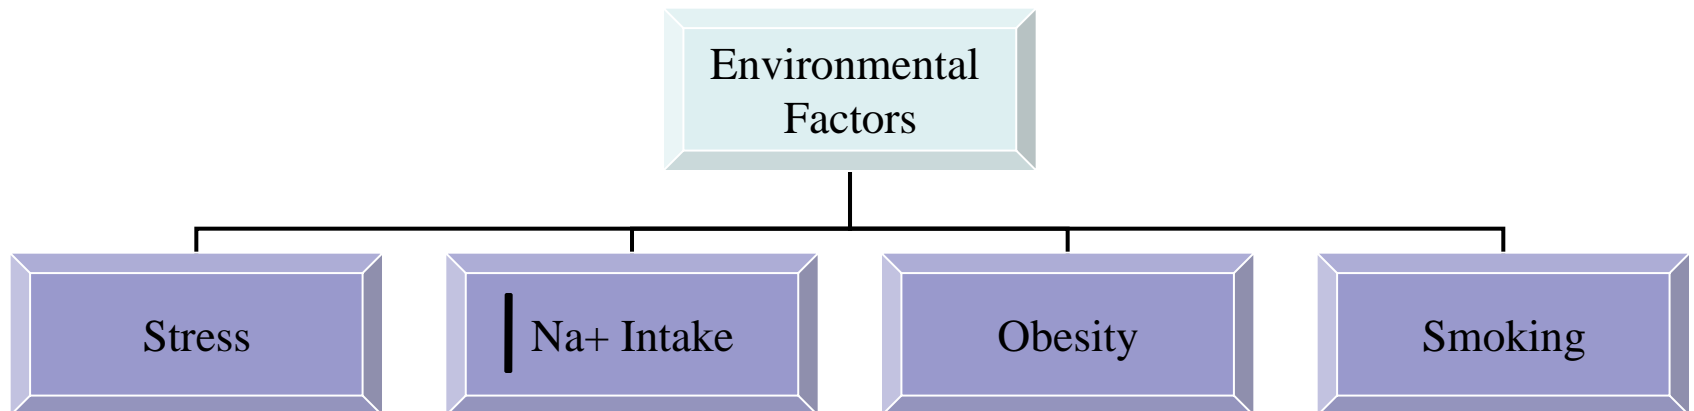 Environmental
Factors
Stress
Na+ Intake
Obesity
Smoking